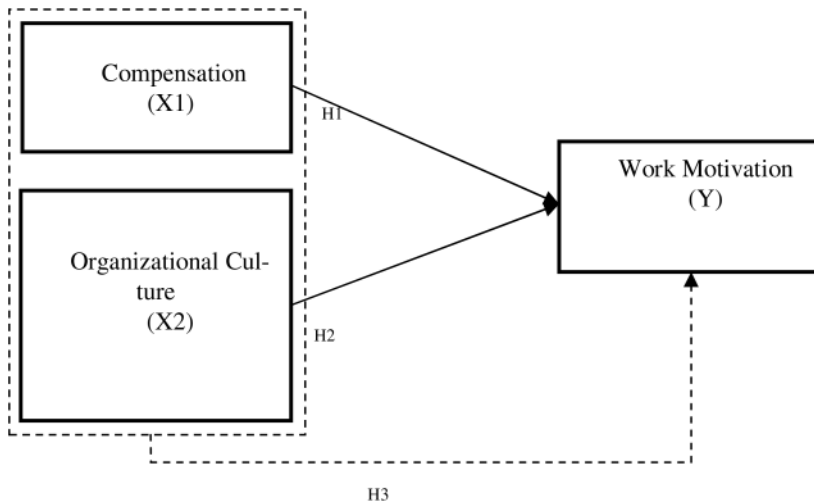 Compensation
(X1)
H1
Work Motivation
(Y)
Organizational Cul-
ture
(X2)
H2
H3